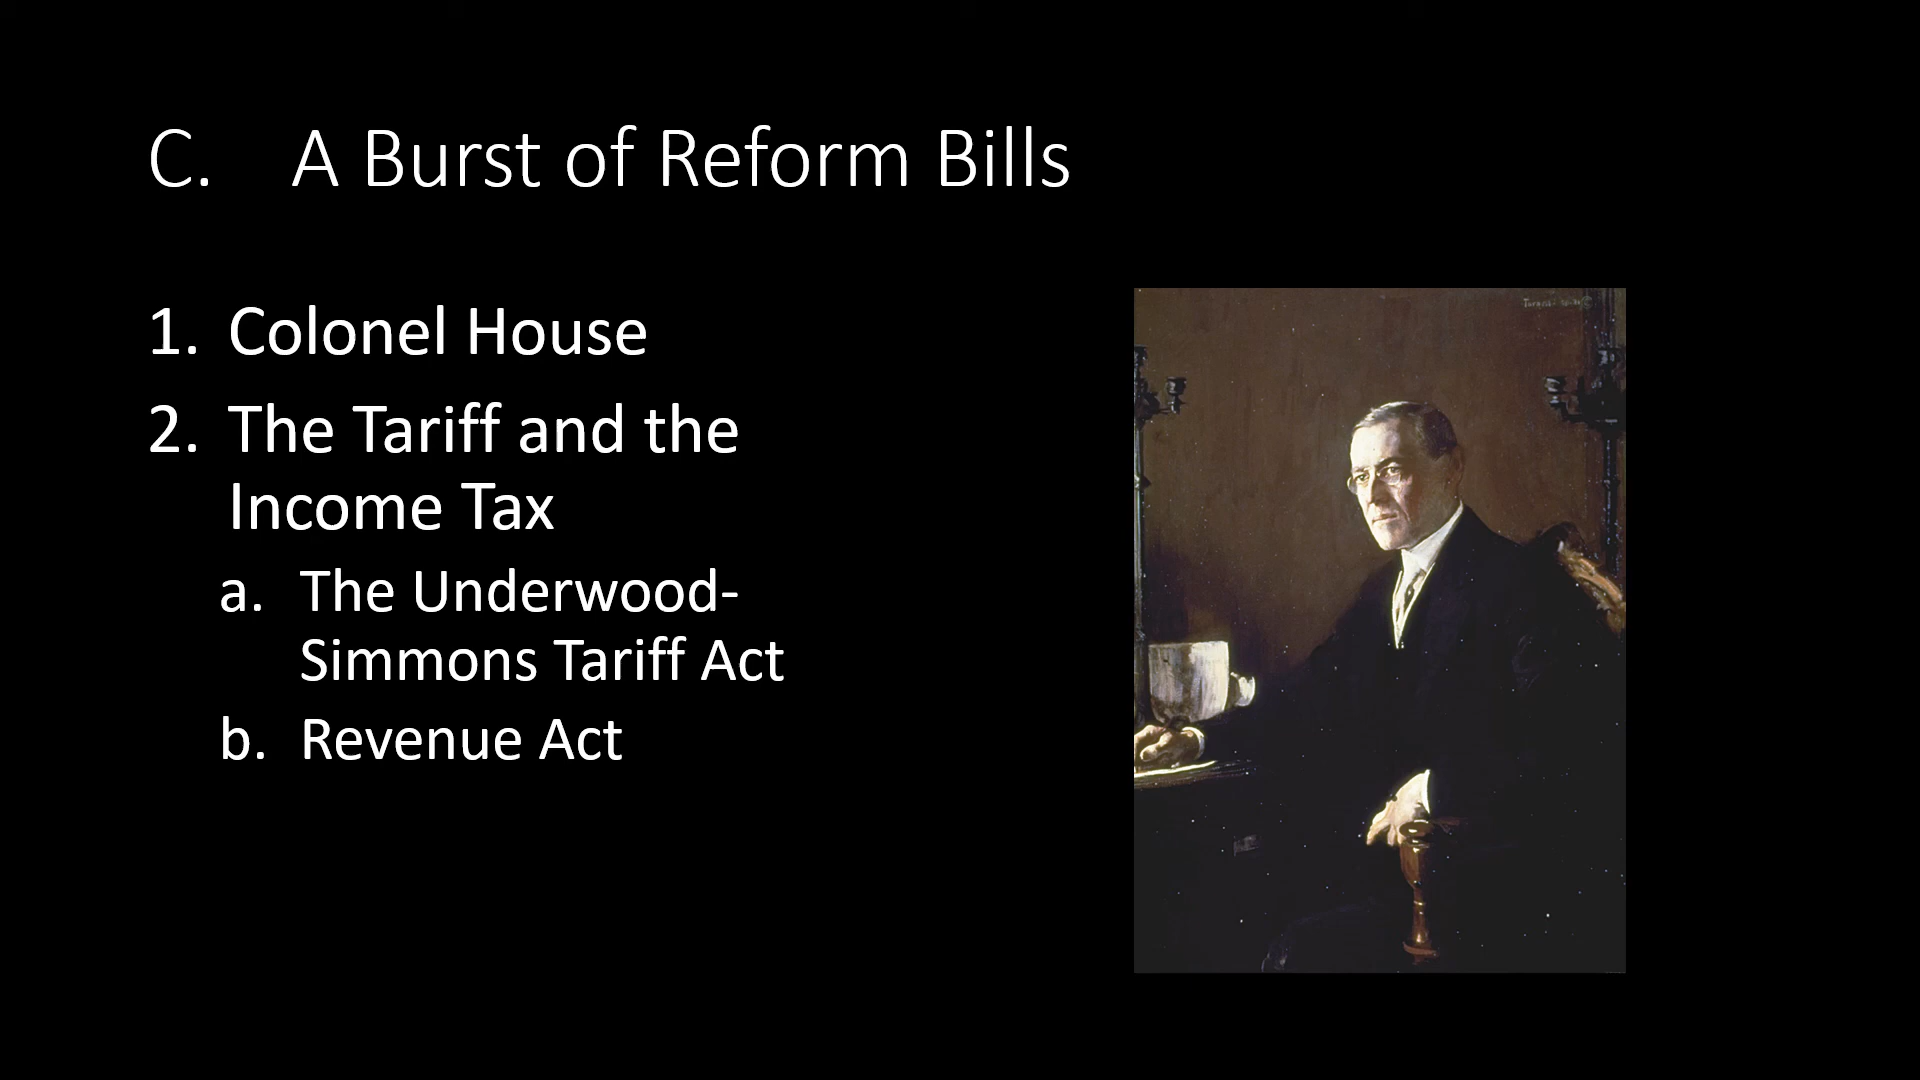 C. A Burst of Reform Bills
1. Colonel House
2. The Tariff and the
Income Tax
a. The Underwood-
Simmons Tariff Act
b. Revenue Act